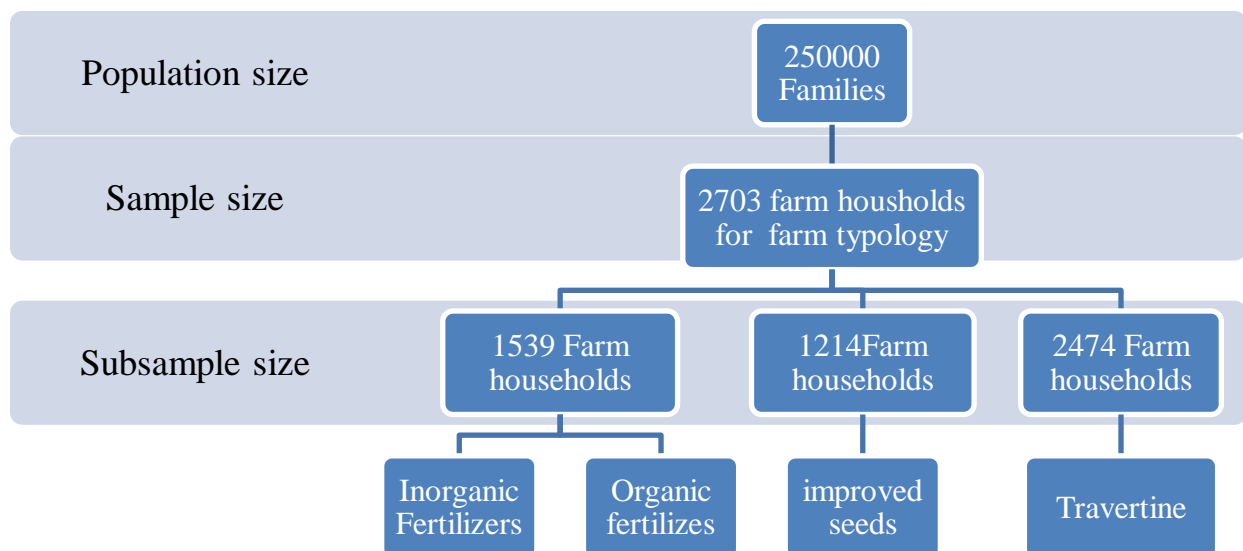 Population size
250000
Families
Sample size
2703 farm housholds
for farm typology
Subsample size
1539 Farm
households
1214Farm
households
2474 Farm
households
Inorganic
Fertilizers
Organic
fertilizes
improved
seeds
Travertine